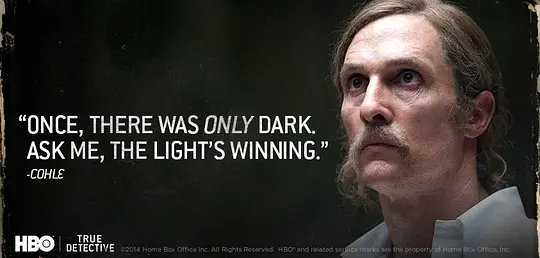 “ONCE, THERE WAS ONLY DARK.
ASK ME, THE LIGHT’S WINNING.”
-COHLE
HBO TRUE
DETECTIVE
©2014 Home Box Office, Inc. All Rights Reserved. HBO® and related service marks are the property of Home Box Office, Inc.